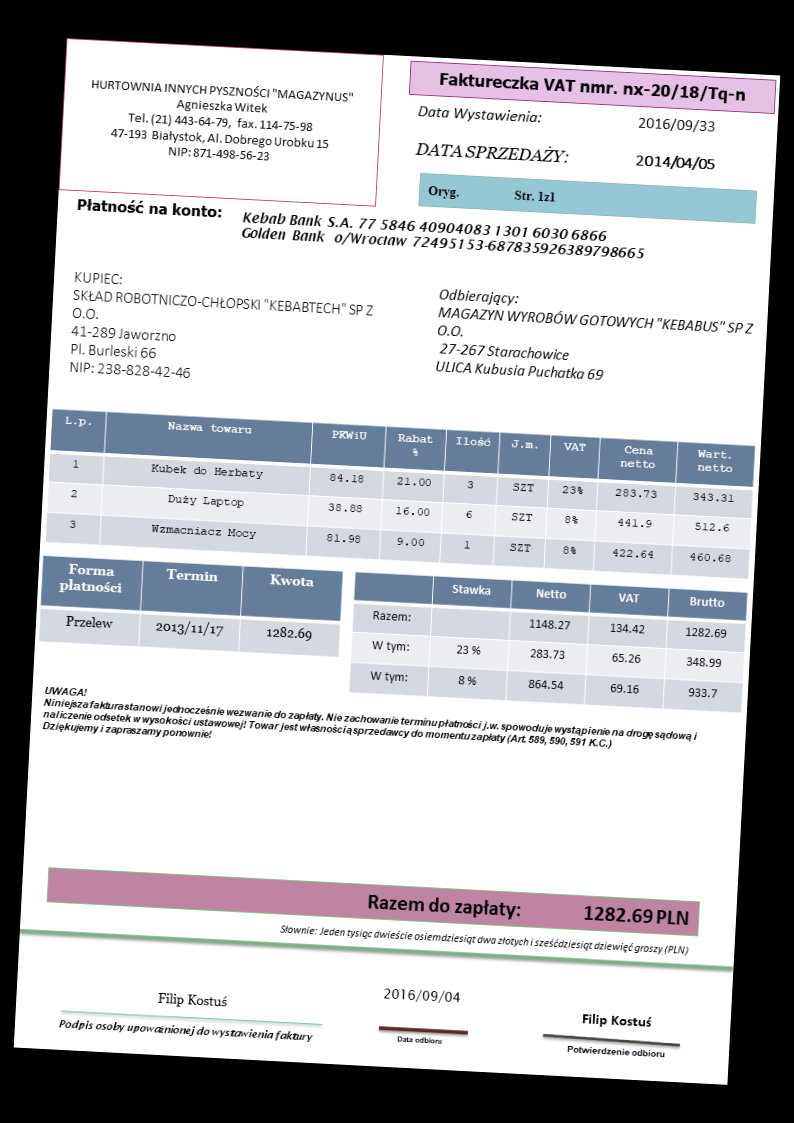 HURTOWNIA INNYCH PYSZNOŚCI "MAGAZYNUS"
Agnieszka Witek
Tel. (21) 443-64-79, fax. 114-75-98
47-193 Białystok, Al. Dobrego Urobku 15
NIP: 871-498-56-23
Faktureczka VAT nmr. nx-20/18/Tq-n
Data Wystawienia: 2016/09/33
DATA SPRZEDAŻY: 2014/04/05
Oryg. Str. 1z1
Płatność na konto: Kebab Bank S.A. 77 5846 40904083 1301 6030 6866
Golden Bank o/Wrocław 72495153-687835926389798665
KUPIEC:
SKŁAD ROBOTNICZO-CHŁOPSKI "KEBABTECH" SP Z
O.O.
41-289 Jaworzno
Pl. Burleski 66
NIP: 238-828-42-46
Odbierający:
MAGAZYN WYROBÓW GOTOWYCH "KEBABUS" SP Z
O.O.
27-267 Starachowice
ULICA Kubusia Puchatka 69
L.p. Nazwa towaru PKWiU Rabat % Ilość J.m. VAT Cena netto Wart. netto
1 Kubek do Herbaty 84.18 21.00 3 SZT 23% 283.73 343.31
2 Duży Laptop 38.88 16.00 6 SZT 8% 441.9 512.6
3 Wzmacniacz Mocy 81.98 9.00 1 SZT 8% 422.64 460.68
Forma płatności Termin Kwota
Przelew 2013/11/17 1282.69
Stawka Netto VAT Brutto
Razem: 1148.27 134.42 1282.69
W tym: 23 % 283.73 65.26 348.99
W tym: 8 % 864.54 69.16 933.7
UWAGA!
Niniejsza faktura stanowi jednocześnie wezwanie do zapłaty. Nie zachowanie terminu płatności j.w. spowoduje wystąpienie na drogę sądową i
naliczenie odsetek w wysokości ustawowej! Towar jest własnością sprzedawcy do momentu zapłaty (Art. 589, 590, 591 K.C.)
Dziękujemy i zapraszamy ponownie!
Razem do zapłaty: 1282.69 PLN
Słownie: Jeden tysiąc dwieście osiemdziesiąt dwa złotych i sześćdziesiąt dziewięć groszy (PLN)
Filip Kostuś
Podpis osoby upoważnionej do wystawienia faktury
2016/09/04
Data odbioru
Filip Kostuś
Potwierdzenie odbioru